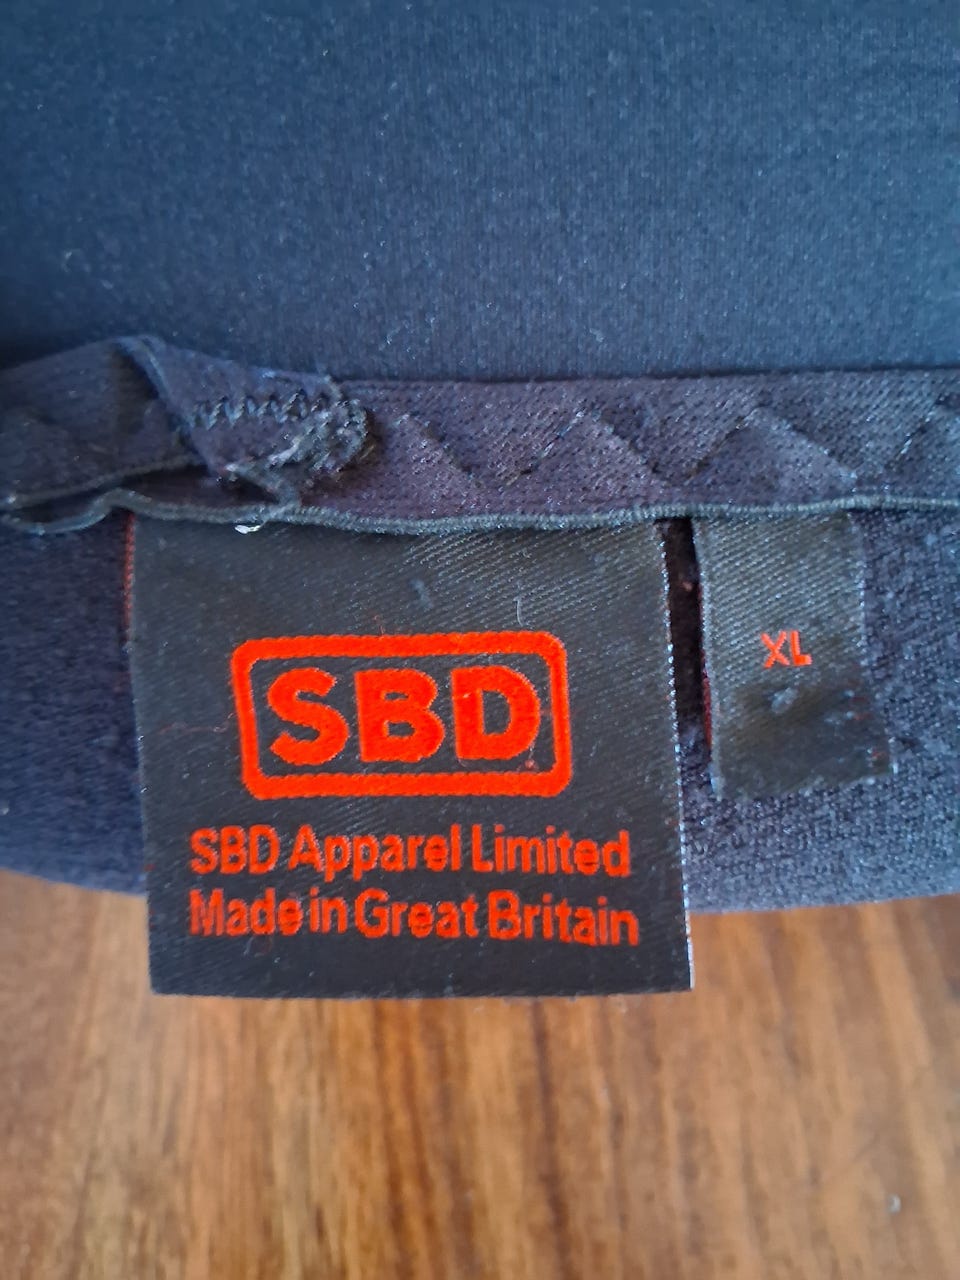 SBD
SBD Apparel Limited
Made in Great Britain
XL